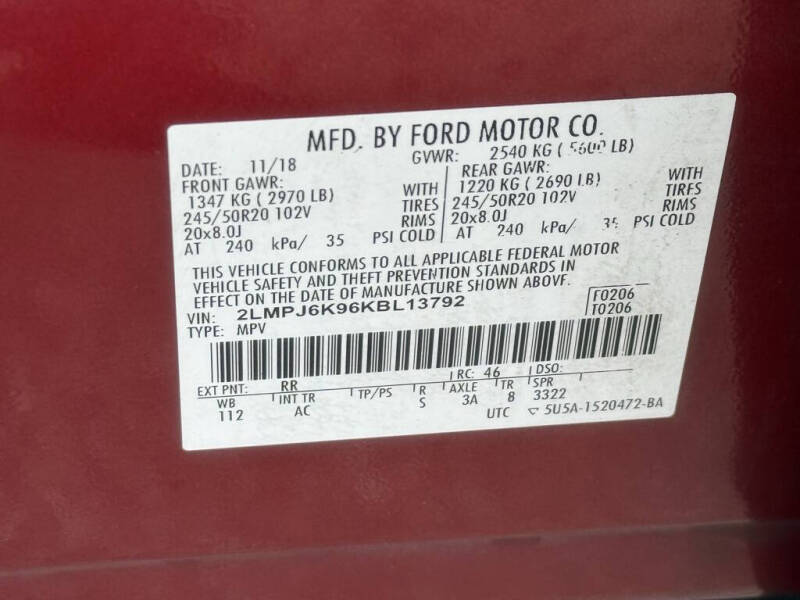 MFD. BY FORD MOTOR CO.
DATE: 11/18 GVWR: 2540 KG ( 5600 LB)
FRONT GAWR: REAR GAWR:
1347 KG ( 2970 LB) WITH 1220 KG ( 2690 LB) WITH
245/50R20 102V TIRES 245/50R20 102V TIRES
20x8.0J RIMS 20x8.0J RIMS
AT 240 kPa/ 35 PSI COLD AT 240 kPa/ 35 PSI COLD
THIS VEHICLE CONFORMS TO ALL APPLICABLE FEDERAL MOTOR
VEHICLE SAFETY AND THEFT PREVENTION STANDARDS IN
EFFECT ON THE DATE OF MANUFACTURE SHOWN ABOVE.
VIN: 2LMPJ6K96KBL13792 F0206
TYPE: MPV T0206
EXT PNT: RR RC: 46 DSO:
WB INT TR TP/PS R AXLE TR SPR
112 AC S 3A 8 3322
UTC ▽ 5U5A-1520472-BA